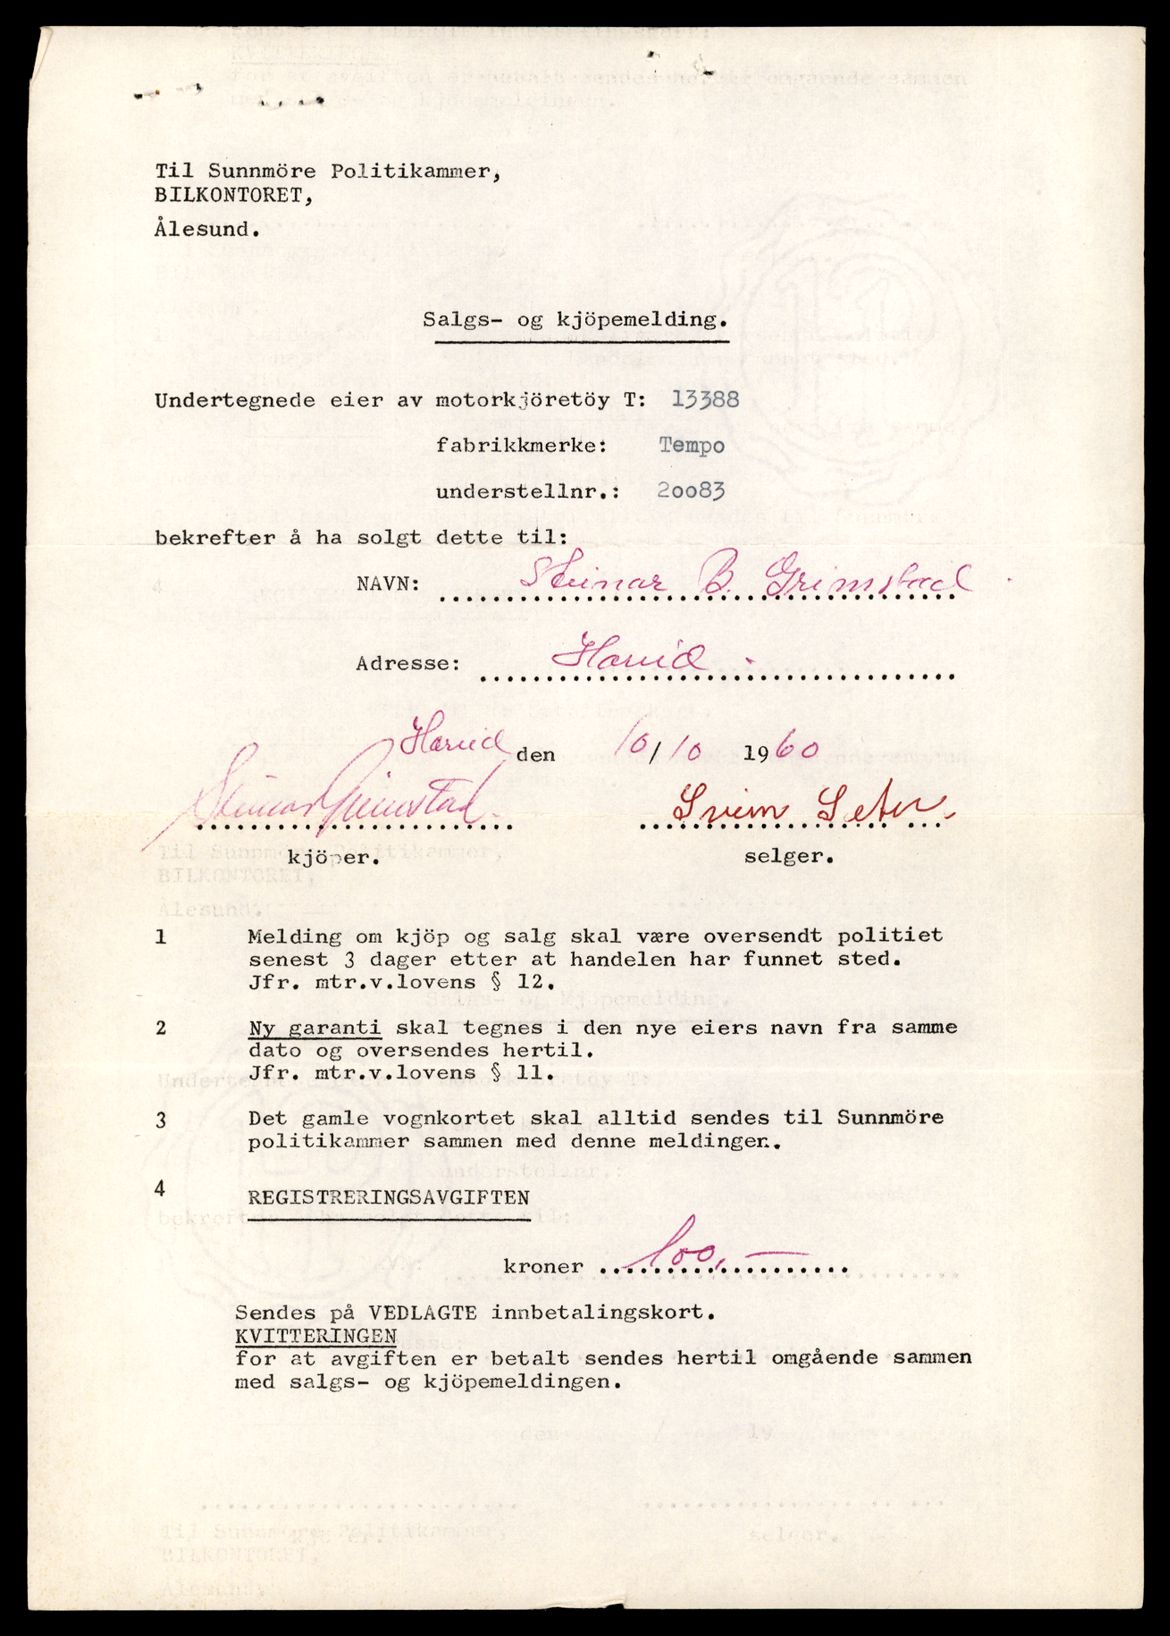 Til Sunnmöre Politikammer,
BILKONTORET,
Ålesund.
Salgs- og kjöpemelding.
Undertegnede eier av motorkjöretöy T: 13388
fabrikkmerke: Tempo
understellnr.: 20083
bekrefter å ha solgt dette til:
NAVN: Steinar B. Grimstad
Adresse: Hareid.
Hareid den 10/10 1960
Steinar Grimstad. Svein Seter.
kjöper. selger.
1 Melding om kjöp og salg skal være oversendt politiet
senest 3 dager etter at handelen har funnet sted.
Jfr. mtr.v.lovens § 12.
2 Ny garanti skal tegnes i den nye eiers navn fra samme
dato og oversendes hertil.
Jfr. mtr.v.lovens § 11.
3 Det gamle vognkortet skal alltid sendes til Sunnmöre
politikammer sammen med denne meldingen.
4 REGISTRERINGSAVGIFTEN
kroner 100,-
Sendes på VEDLAGTE innbetalingskort.
KVITTERINGEN
for at avgiften er betalt sendes hertil omgående sammen
med salgs- og kjöpemeldingen.